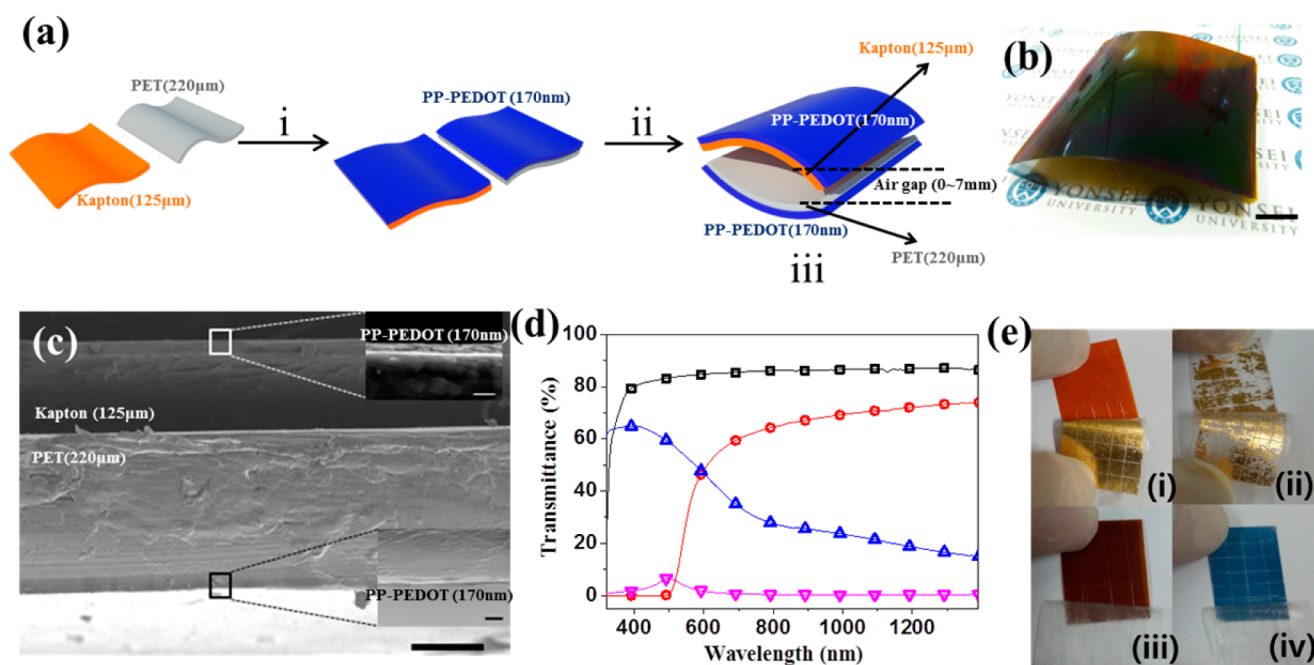 (a)
PET(220μm)
Kapton(125μm)
i
PP-PEDOT (170nm)
ii
Kapton(125μm)
PP-PEDOT(170nm)
Air gap (0~7mm)
PP-PEDOT(170nm)
PET(220μm)
iii
(b)
YONSEI
UNIVERSITY
YONSEI
UNIVERSITY
(c)
PP-PEDOT (170nm)
Kapton (125μm)
PET(220μm)
PP-PEDOT (170nm)
(d)
Transmittance (%)
100
80
60
40
20
0
400 600 800 1000 1200
Wavelength (nm)
(e)
(i)
(ii)
(iii)
(iv)